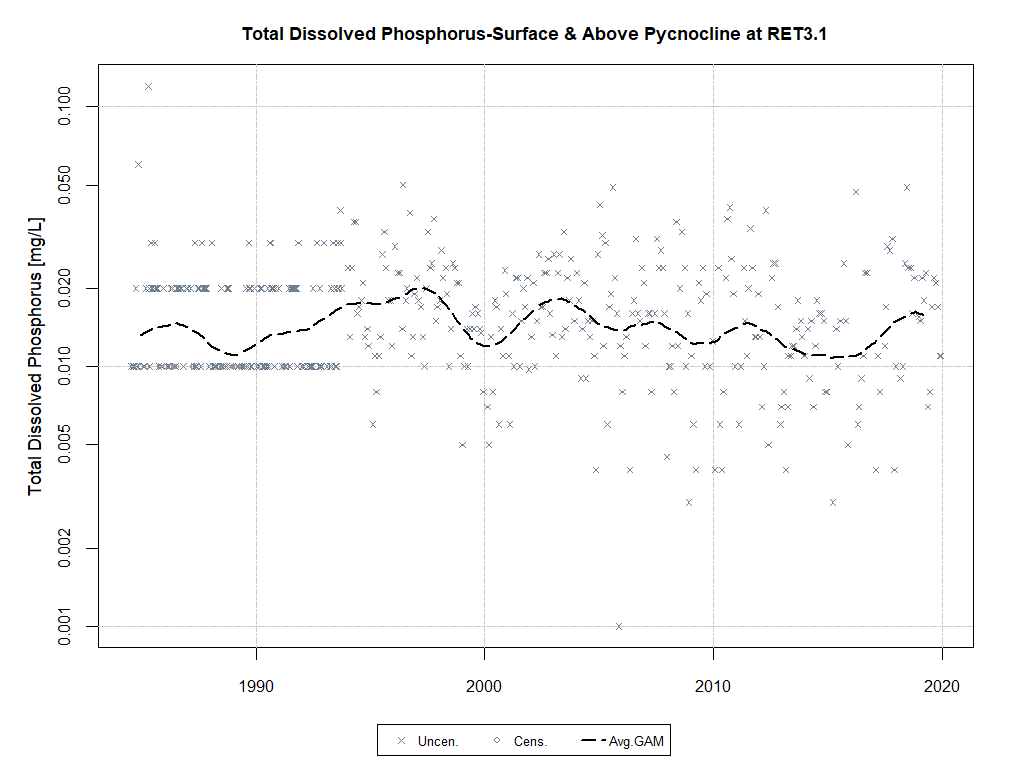 Total Dissolved Phosphorus-Surface & Above Pycnocline at RET3.1
Total Dissolved Phosphorus [mg/L]
0.100
0.050
0.020
0.010
0.005
0.002
0.001
1990 2000 2010 2020
Uncen. Cens. Avg.GAM